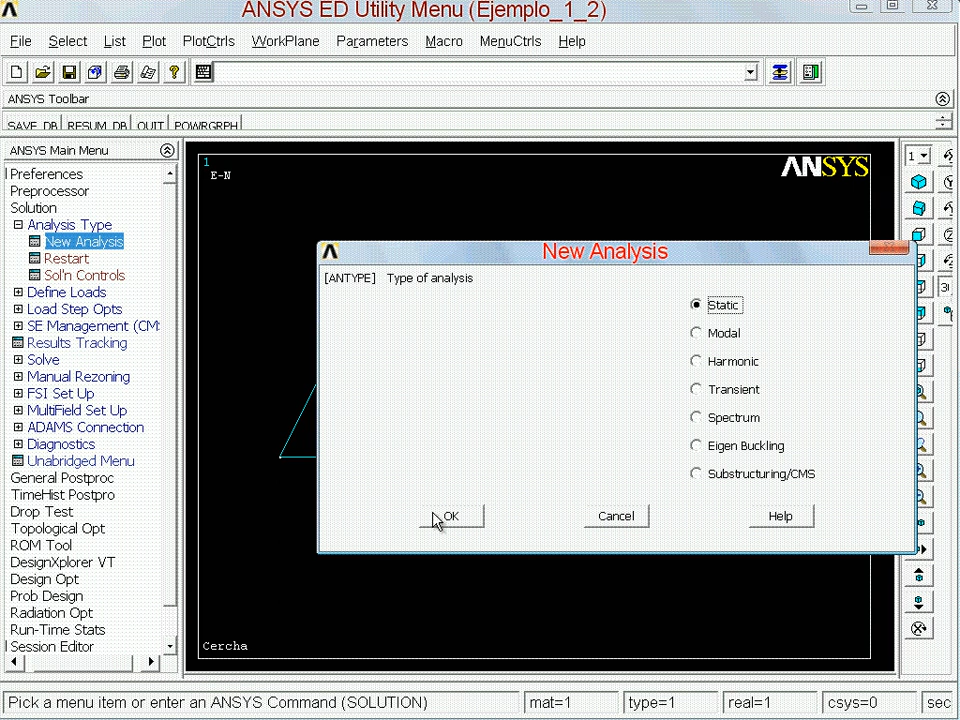 ANSYS ED Utility Menu (Ejemplo_1_2)
File Select List Plot PlotCtrls WorkPlane Parameters Macro MenuCtrls Help
ANSYS Toolbar
SAVE_DB RESUM_DB QUIT POWRGRPH
ANSYS Main Menu
Preferences
Preprocessor
Solution
Analysis Type
New Analysis
Restart
Sol'n Controls
Define Loads
Load Step Opts
SE Management (CMS
Results Tracking
Solve
Manual Rezoning
FSI Set Up
MultiField Set Up
ADAMS Connection
Diagnostics
Unabridged Menu
General Postproc
TimeHist Postpro
Drop Test
Topological Opt
ROM Tool
DesignXplorer VT
Design Opt
Prob Design
Radiation Opt
Run-Time Stats
Session Editor
1
E-N
ANSYS
Cercha
New Analysis
[ANTYPE] Type of analysis
Static
Modal
Harmonic
Transient
Spectrum
Eigen Buckling
Substructuring/CMS
OK Cancel Help
1
Pick a menu item or enter an ANSYS Command (SOLUTION) mat=1 type=1 real=1 csys=0 sec